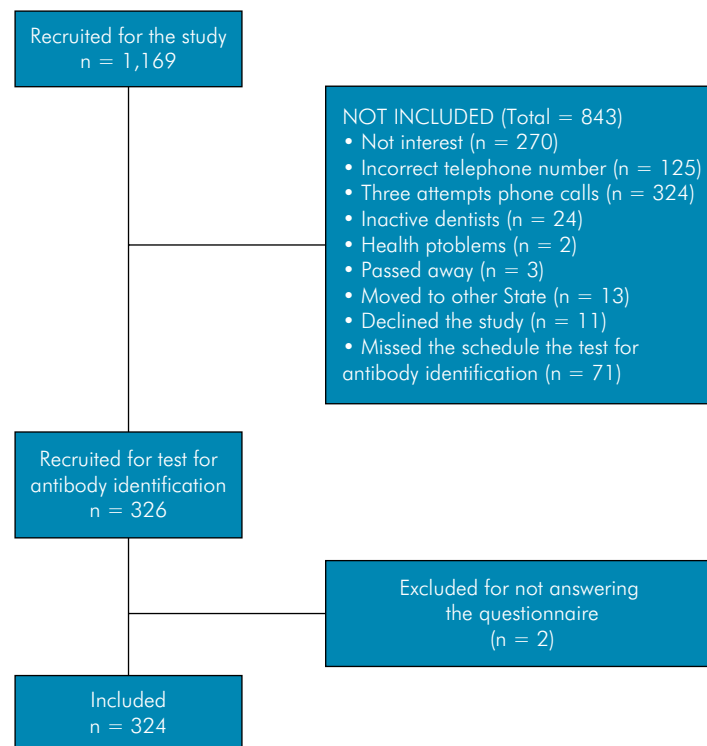 Recruited for the study
n = 1,169
NOT INCLUDED (Total = 843)
• Not interest (n = 270)
• Incorrect telephone number (n = 125)
• Three attempts phone calls (n = 324)
• Inactive dentists (n = 24)
• Health ptoblems (n = 2)
• Passed away (n = 3)
• Moved to other State (n = 13)
• Declined the study (n = 11)
• Missed the schedule the test for
antibody identification (n = 71)
Recruited for test for
antibody identification
n = 326
Excluded for not answering
the questionnaire
(n = 2)
Included
n = 324